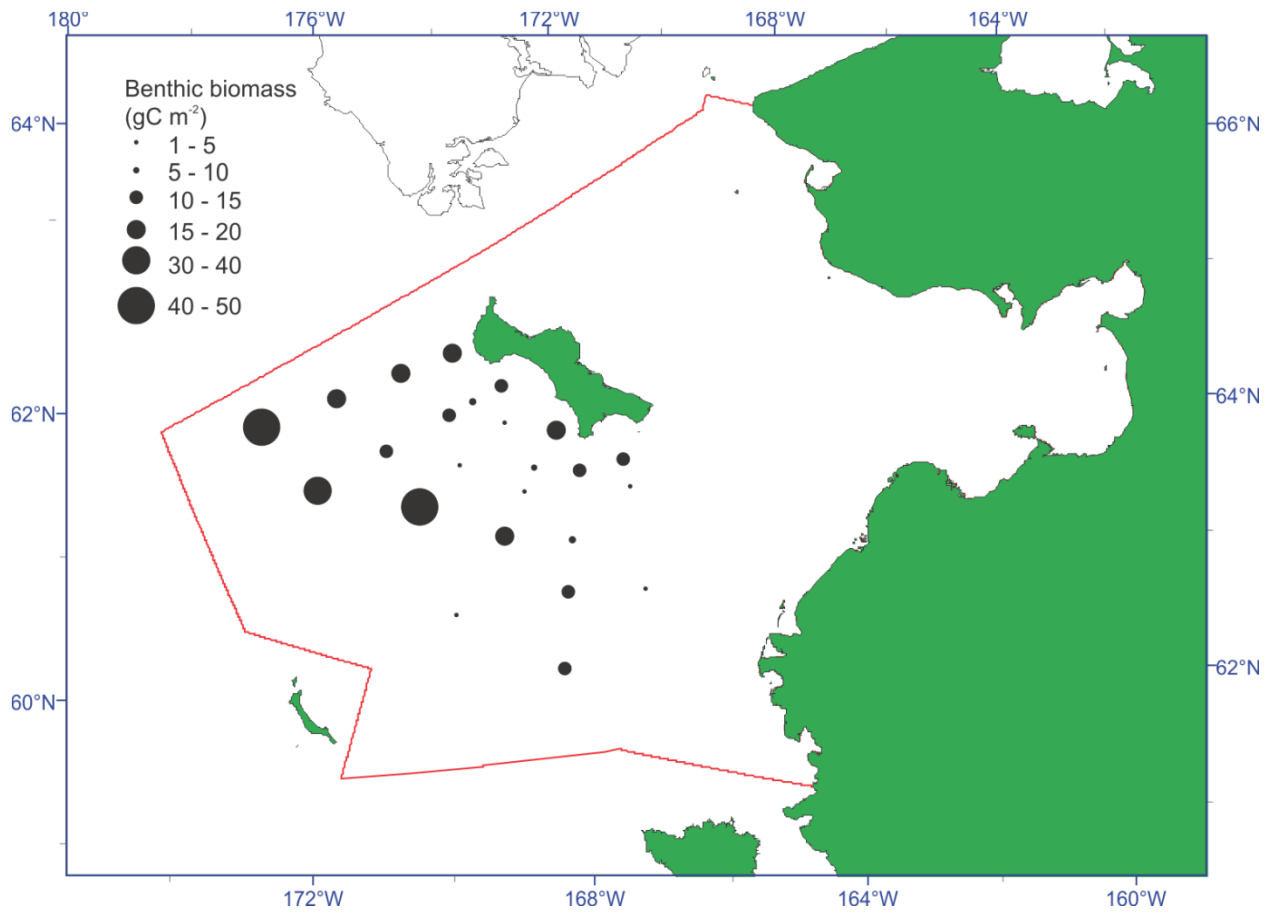 180° 176°W 172°W 168°W 164°W
Benthic biomass
(gC m⁻²)
1 - 5
5 - 10
10 - 15
15 - 20
30 - 40
40 - 50
64°N 66°N
62°N 64°N
60°N 62°N
172°W 168°W 164°W 160°W